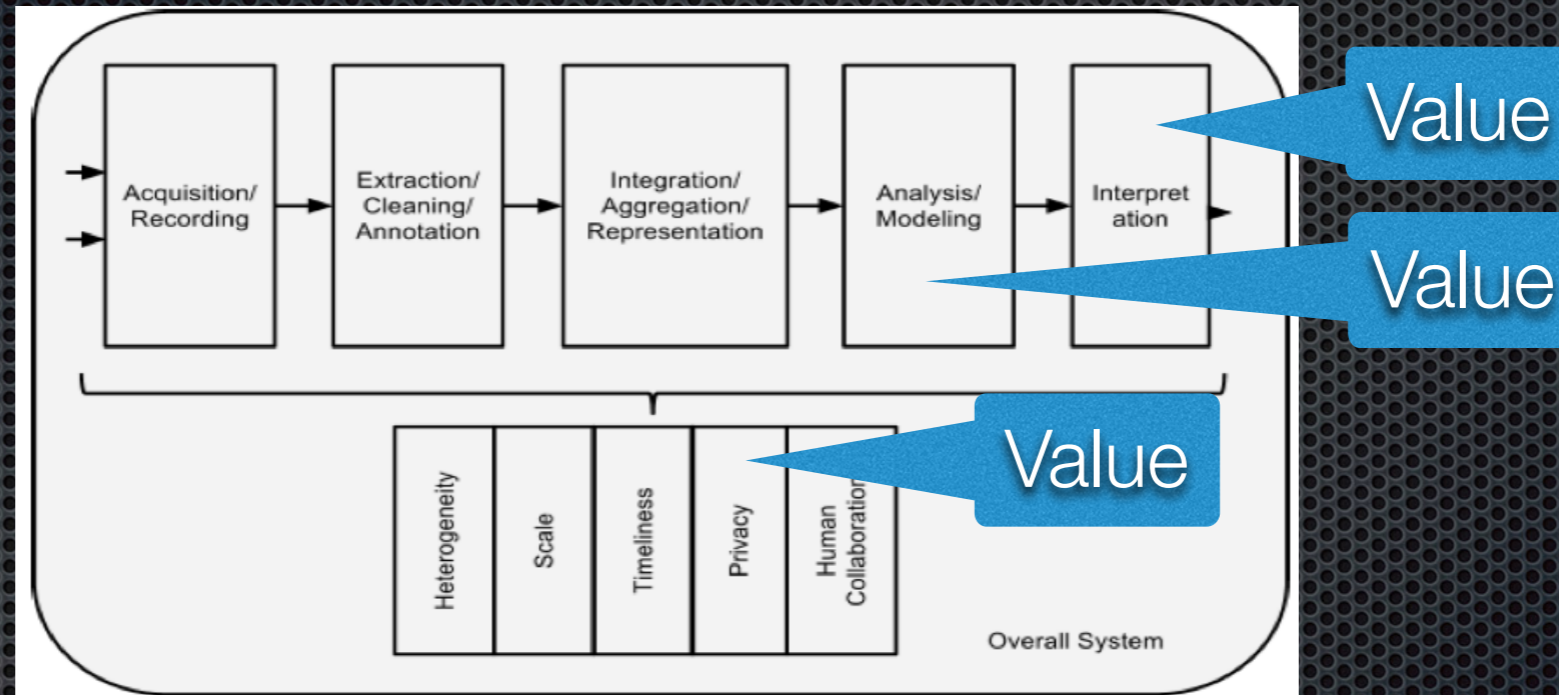 Acquisition/
Recording
Extraction/
Cleaning/
Annotation
Integration/
Aggregation/
Representation
Analysis/
Modeling
Interpret
ation
Value
Value
Value
Heterogeneity
Scale
Timeliness
Privacy
Human
Collaboration
Overall System